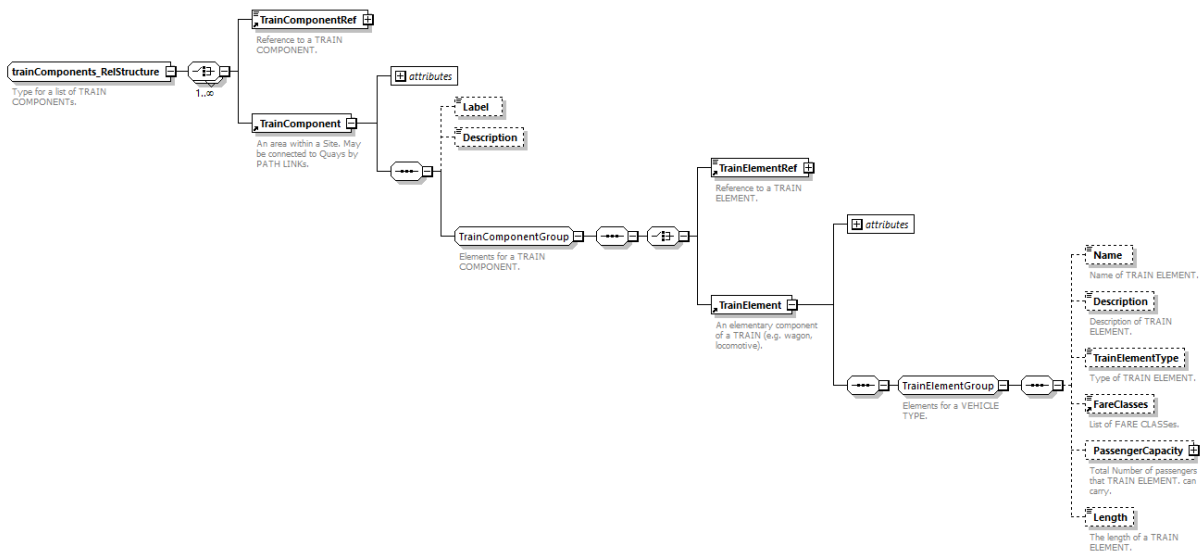 TrainComponentRef
Reference to a TRAIN
COMPONENT.
trainComponents_RelStructure
Type for a list of TRAIN
COMPONENTs.
1..∞
TrainComponent
An area within a Site. May
be connected to Quays by
PATH LINKs.
attributes
Label
Description
TrainComponentGroup
Elements for a TRAIN
COMPONENT.
TrainElementRef
Reference to a TRAIN
ELEMENT.
TrainElement
An elementary component
of a TRAIN (e.g. wagon,
locomotive).
attributes
TrainElementGroup
Elements for a VEHICLE
TYPE.
Name
Name of TRAIN ELEMENT.
Description
Description of TRAIN
ELEMENT.
TrainElementType
Type of TRAIN ELEMENT.
FareClasses
List of FARE CLASSes.
PassengerCapacity
Total Number of passengers
that TRAIN ELEMENT. can
carry.
Length
The length of a TRAIN
ELEMENT.